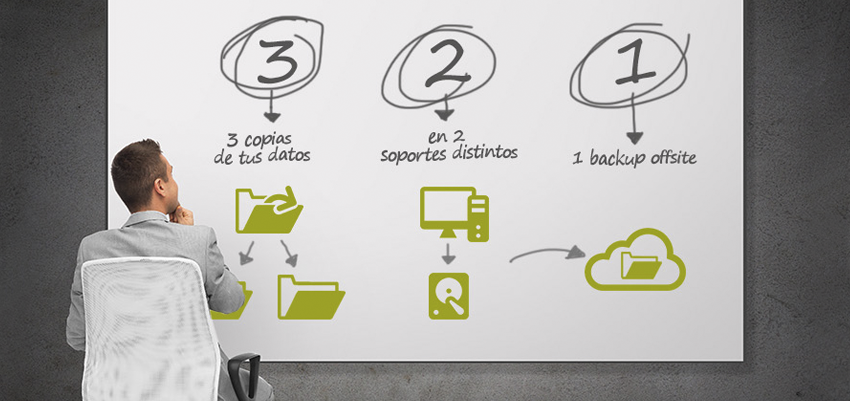 3
3 copias
de tus datos
2
en 2
soportes distintos
1
1 backup offsite